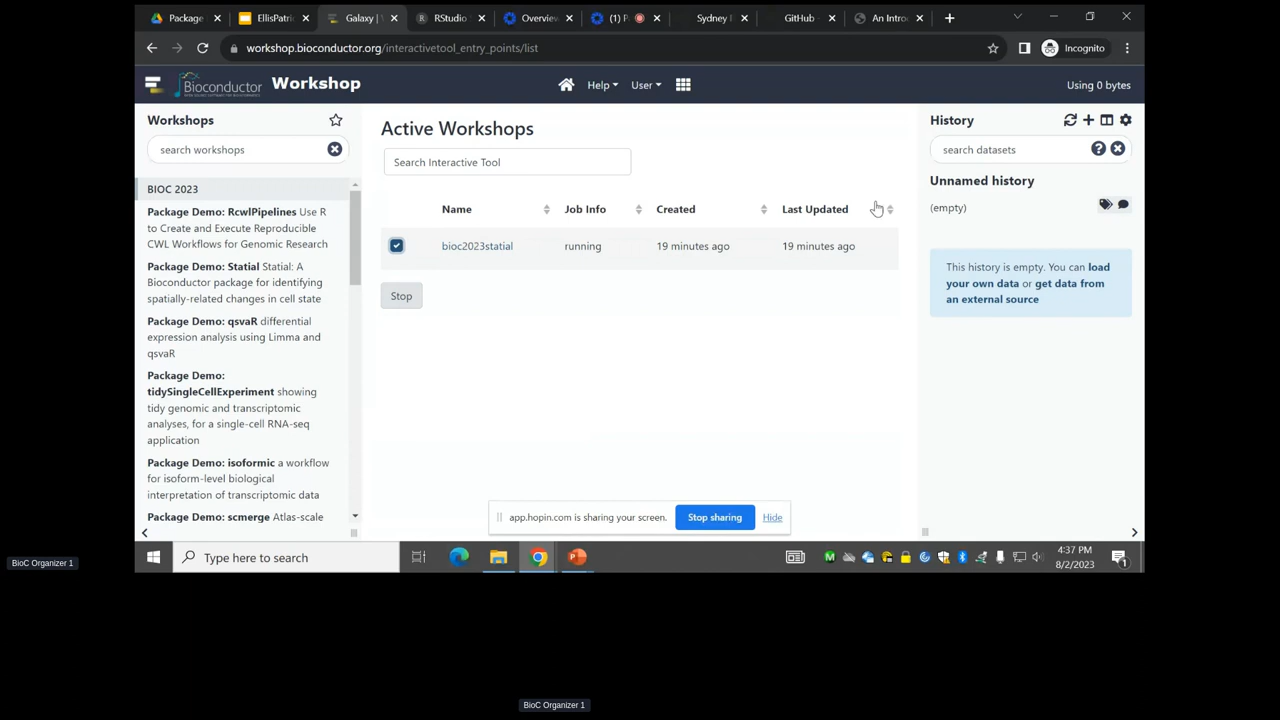 Package
EllisPatric
Galaxy |
RStudio
Overview
(1) P
Sydney
GitHub
An Intro
workshop.bioconductor.org/interactivetool_entry_points/list
Incognito
Bioconductor
Workshop
Help
User
Using 0 bytes
Workshops
search workshops
BIOC 2023
Package Demo: RcwlPipelines Use R
to Create and Execute Reproducible
CWL Workflows for Genomic Research
Package Demo: Statial Statial: A
Bioconductor package for identifying
spatially-related changes in cell state
Package Demo: qsvaR differential
expression analysis using Limma and
qsvaR
Package Demo:
tidySingleCellExperiment showing
tidy genomic and transcriptomic
analyses, for a single-cell RNA-seq
application
Package Demo: isoformic a workflow
for isoform-level biological
interpretation of transcriptomic data
Package Demo: scmerge Atlas-scale
Active Workshops
Search Interactive Tool
Name Job Info Created Last Updated
bioc2023statial running 19 minutes ago 19 minutes ago
Stop
History
search datasets
Unnamed history
(empty)
This history is empty. You can load
your own data or get data from
an external source
app.hopin.com is sharing your screen.
Stop sharing
Hide
Type here to search
4:37 PM
8/2/2023
1
BioC Organizer 1
BioC Organizer 1